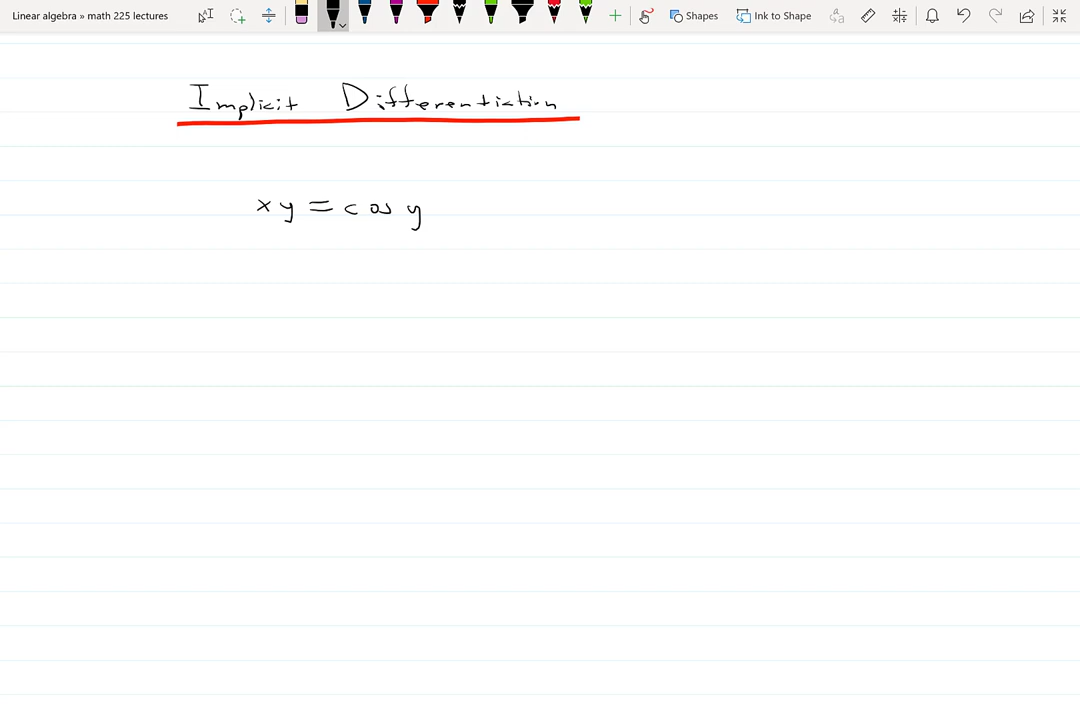 Linear algebra » math 225 lectures
Shapes
Ink to Shape
Implicit Differentiation
xy = cos y